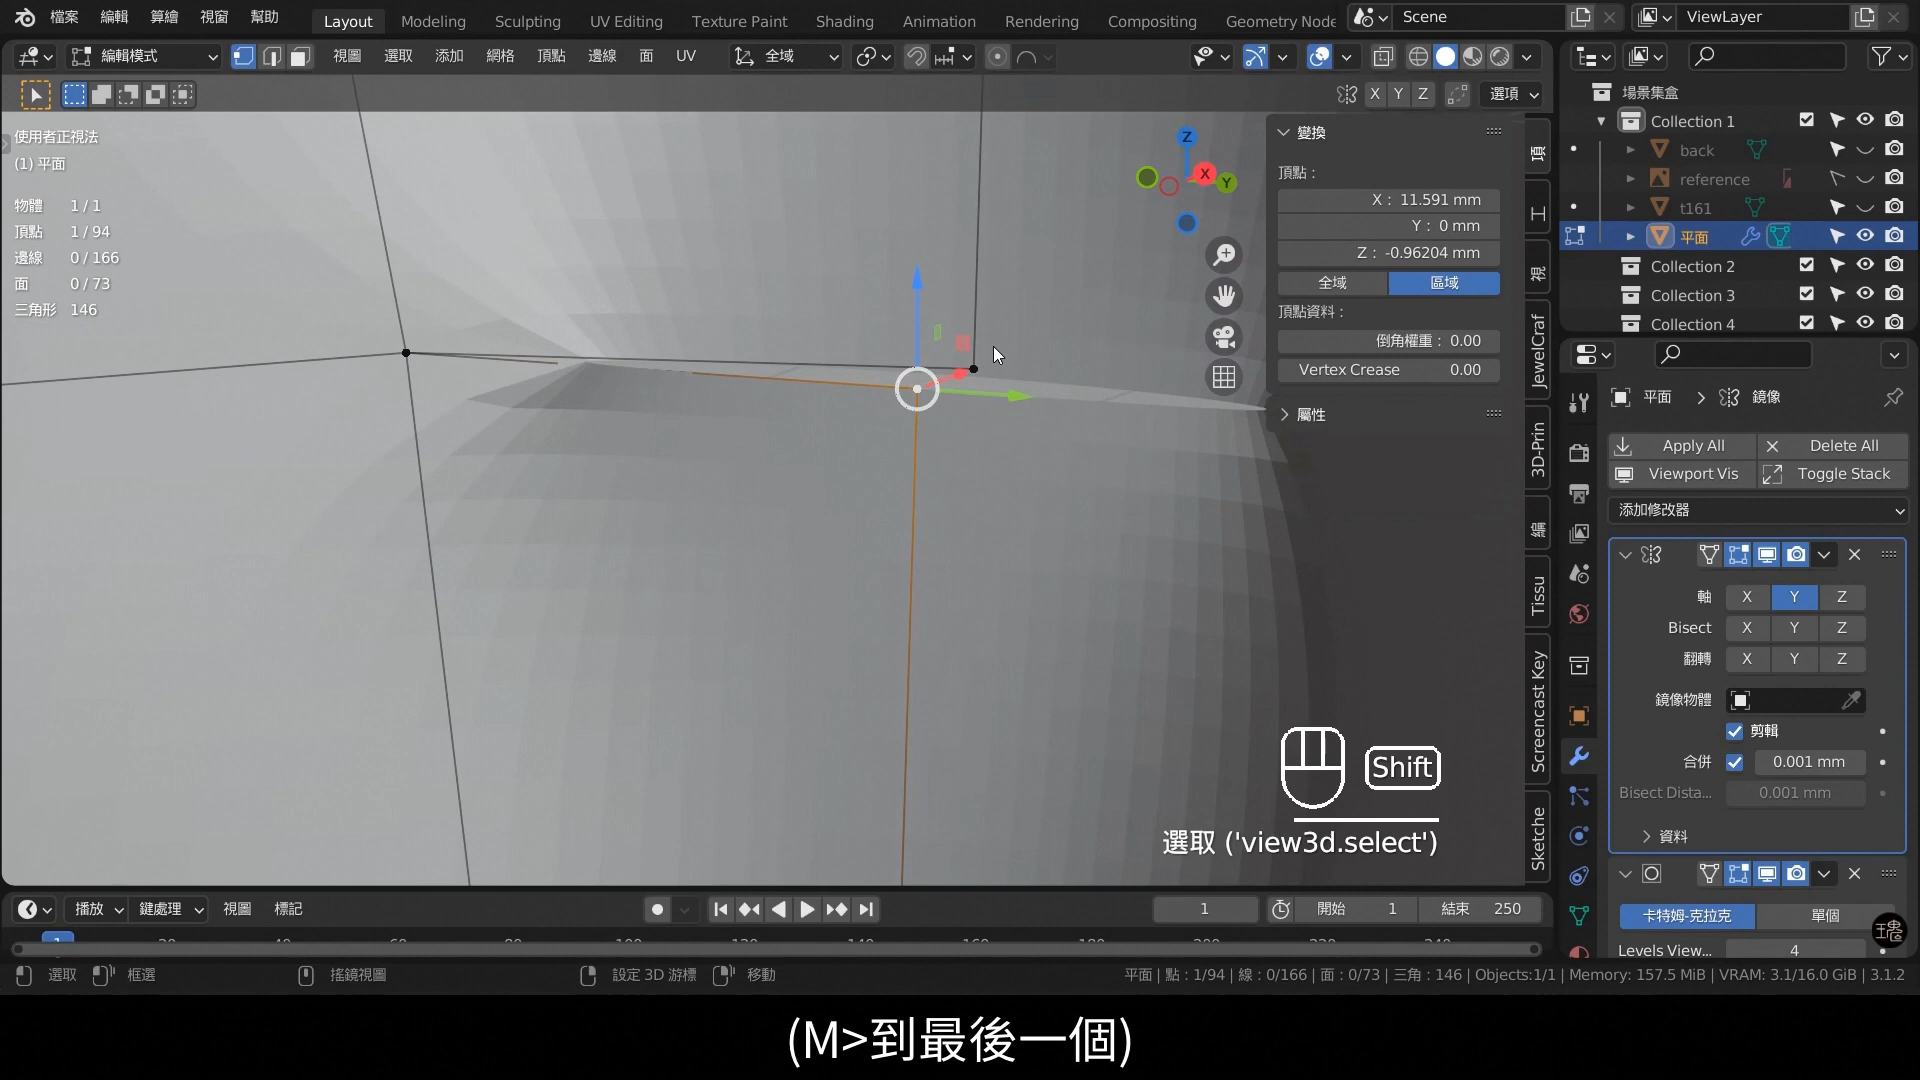 檔案 編輯 算繪 視窗 幫助 Layout Modeling Sculpting UV Editing Texture Paint Shading Animation Rendering Compositing Geometry Node Scene ViewLayer
編輯模式 視圖 選取 添加 網格 頂點 邊線 面 UV 全域
X Y Z 選項
使用者正視法
(1) 平面
物體 1 / 1
頂點 1 / 94
邊線 0 / 166
面 0 / 73
三角形 146
Z
X
Y
變換
頂點：
X： 11.591 mm
Y： 0 mm
Z： -0.96204 mm
全域 區域
頂點資料：
倒角權重： 0.00
Vertex Crease 0.00
屬性
項
工
視
JewelCraf
3D-Prin
編
Tissu
Screencast Key
Sketche
場景集盒
Collection 1
back
reference
t161
平面
Collection 2
Collection 3
Collection 4
平面 > 鏡像
Apply All Delete All
Viewport Vis Toggle Stack
添加修改器
軸 X Y Z
Bisect X Y Z
翻轉 X Y Z
鏡像物體
剪輯
合併 0.001 mm
Bisect Dista... 0.001 mm
資料
卡特姆-克拉克 單個
Levels View... 4
Shift
選取 ('view3d.select')
播放 鍵處理 視圖 標記 1 開始 1 結束 250
選取 框選 搖鏡視圖 設定 3D 游標 移動 平面 | 點：1/94 | 線：0/166 | 面：0/73 | 三角：146 | Objects:1/1 | Memory: 157.5 MiB | VRAM: 3.1/16.0 GiB | 3.1.2
(M>到最後一個)